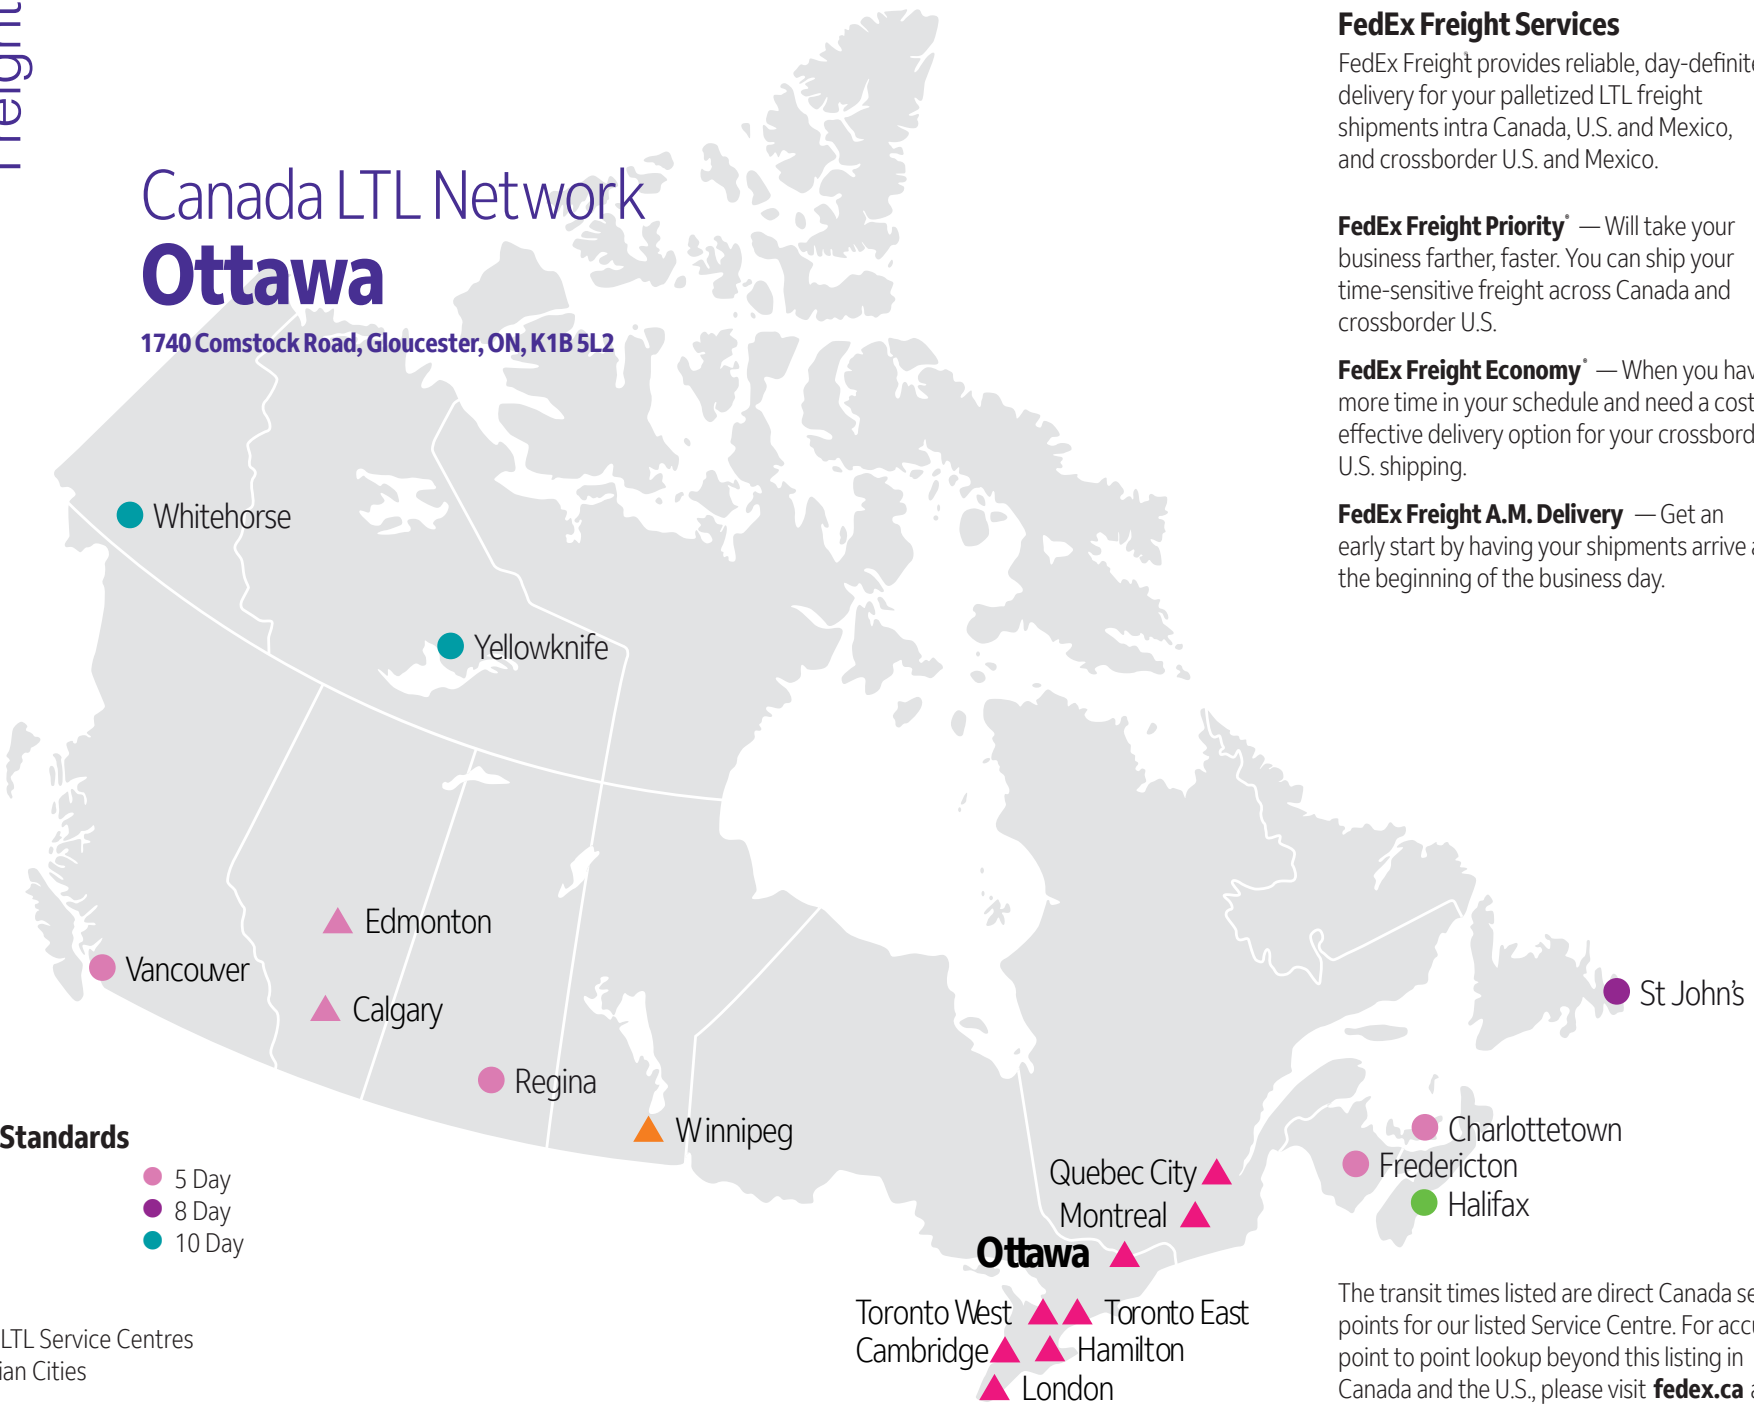 Freight
Canada LTL Network
Ottawa
1740 Comstock Road, Gloucester, ON, K1B 5L2
FedEx Freight Services
FedEx Freight® provides reliable, day-definite
delivery for your palletized LTL freight
shipments intra Canada, U.S. and Mexico,
and crossborder U.S. and Mexico.
FedEx Freight Priority® — Will take your
business farther, faster. You can ship your
time-sensitive freight across Canada and
crossborder U.S.
FedEx Freight Economy® — When you
more time in your schedule and need a cost
effective delivery option for your
U.S. shipping.
FedEx Freight A.M. Delivery — Get an
early start by having your shipments arrive
the beginning of the business day.
Whitehorse
Yellowknife
Edmonton
Vancouver
Calgary
Regina
Winnipeg
St John's
Charlottetown
Fredericton
Halifax
Quebec City
Montreal
Ottawa
Toronto West
Toronto East
Cambridge
Hamilton
London
Standards
5 Day
8 Day
10 Day
LTL Service Centres
Cities
The transit times listed are direct Canada
points for our listed Service Centre. For
point to point lookup beyond this listing in
Canada and the U.S., please visit fedex.ca